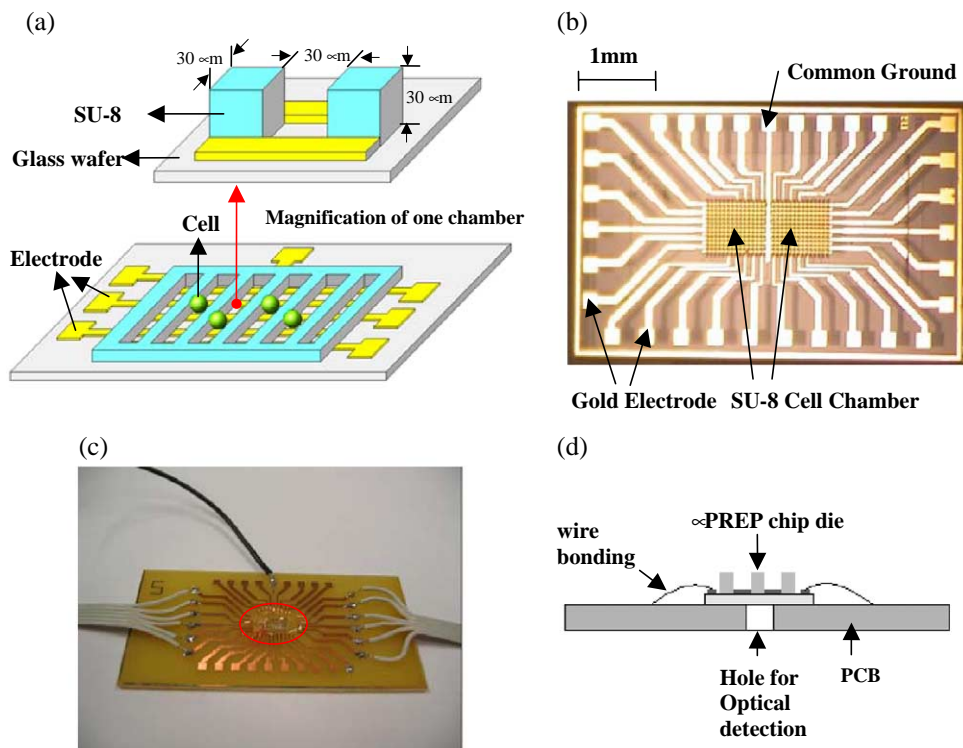 (a)
30 ∝m
30 ∝m
30 ∝m
SU-8
Glass wafer
Magnification of one chamber
Cell
Electrode
(b)
1mm
Common Ground
Gold Electrode
SU-8 Cell Chamber
(c)
5
(d)
∝PREP chip die
wire
bonding
Hole for
Optical
detection
PCB